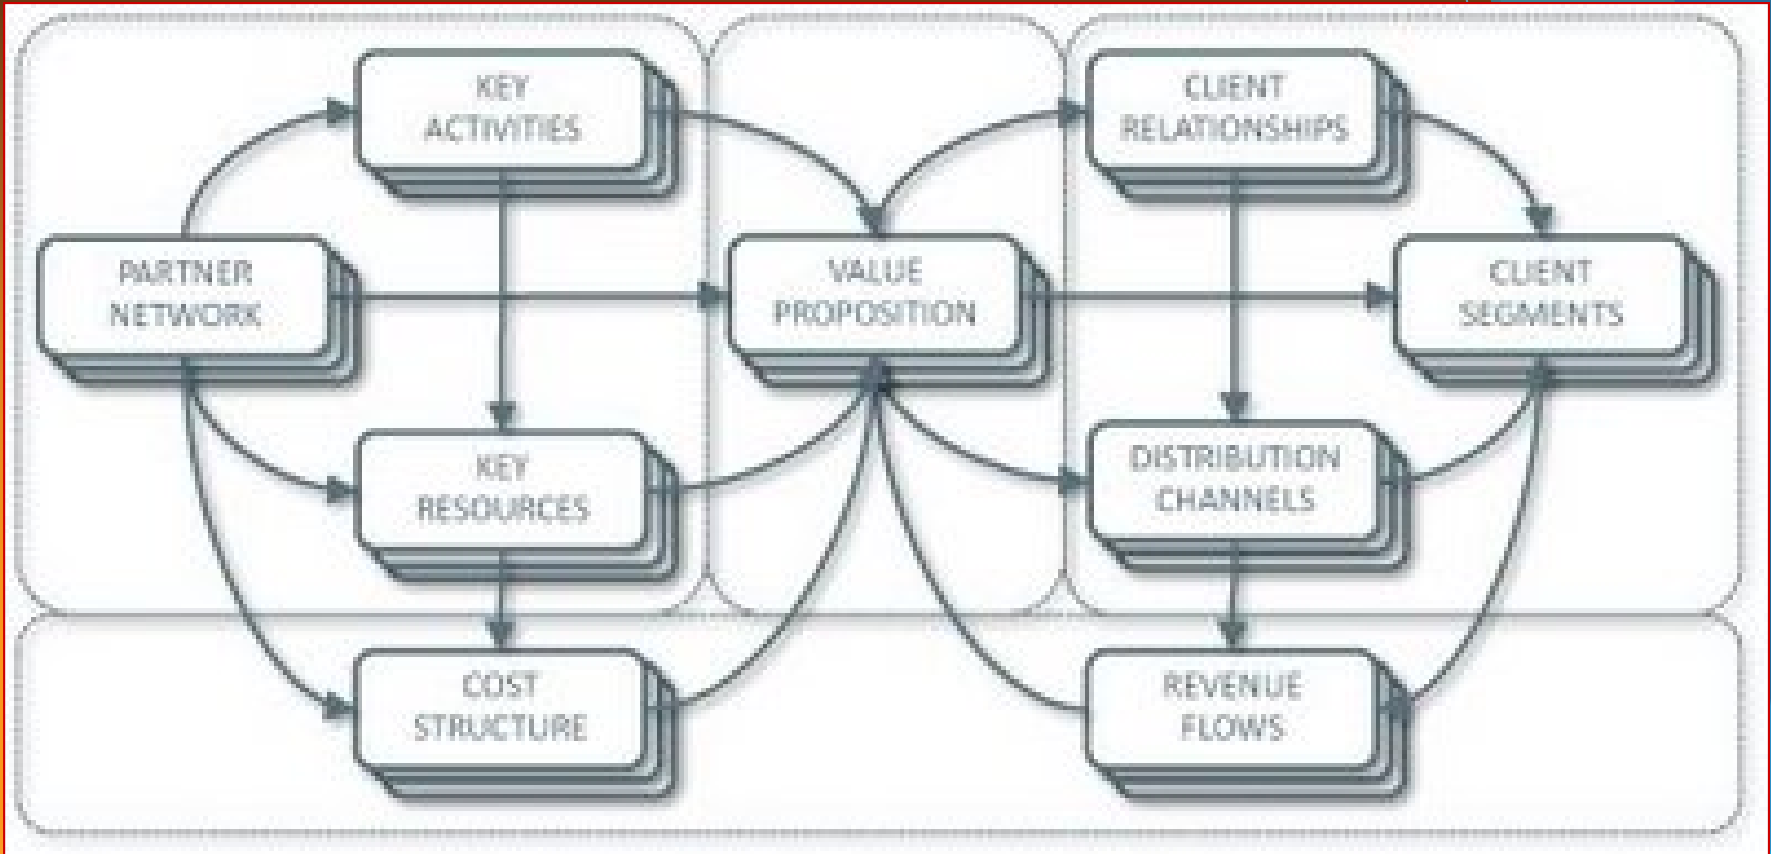 KEY
ACTIVITIES
CLIENT
RELATIONSHIPS
PARTNER
NETWORK
VALUE
PROPOSITION
CLIENT
SEGMENTS
KEY
RESOURCES
DISTRIBUTION
CHANNELS
COST
STRUCTURE
REVENUE
FLOWS